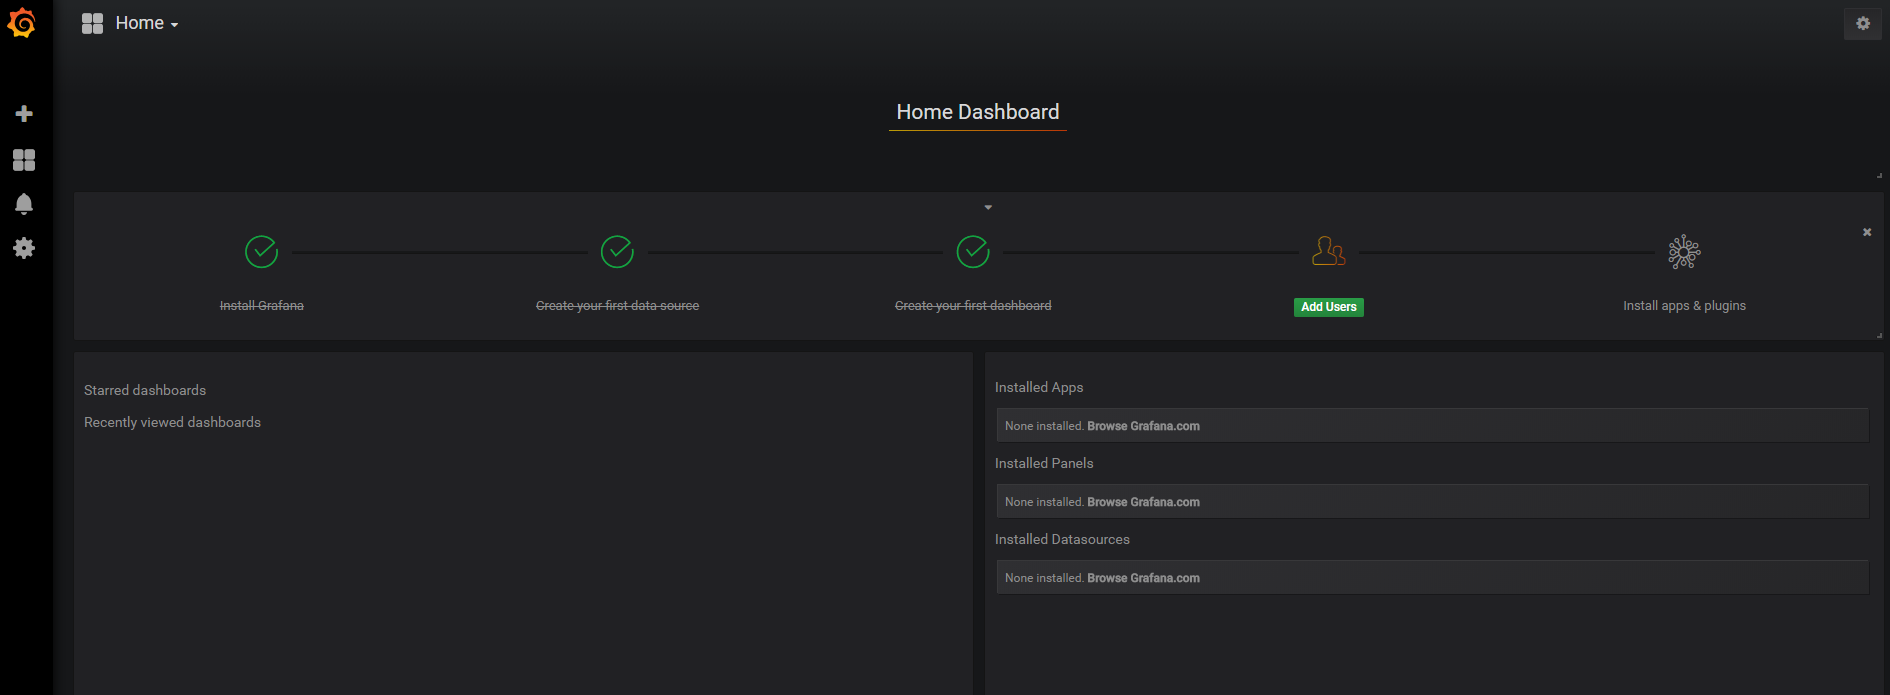 Home
Home Dashboard
Install Grafana
Create your first data source
Create your first dashboard
Add Users
Install apps & plugins
Starred dashboards
Recently viewed dashboards
Installed Apps
None installed. Browse Grafana.com
Installed Panels
None installed. Browse Grafana.com
Installed Datasources
None installed. Browse Grafana.com